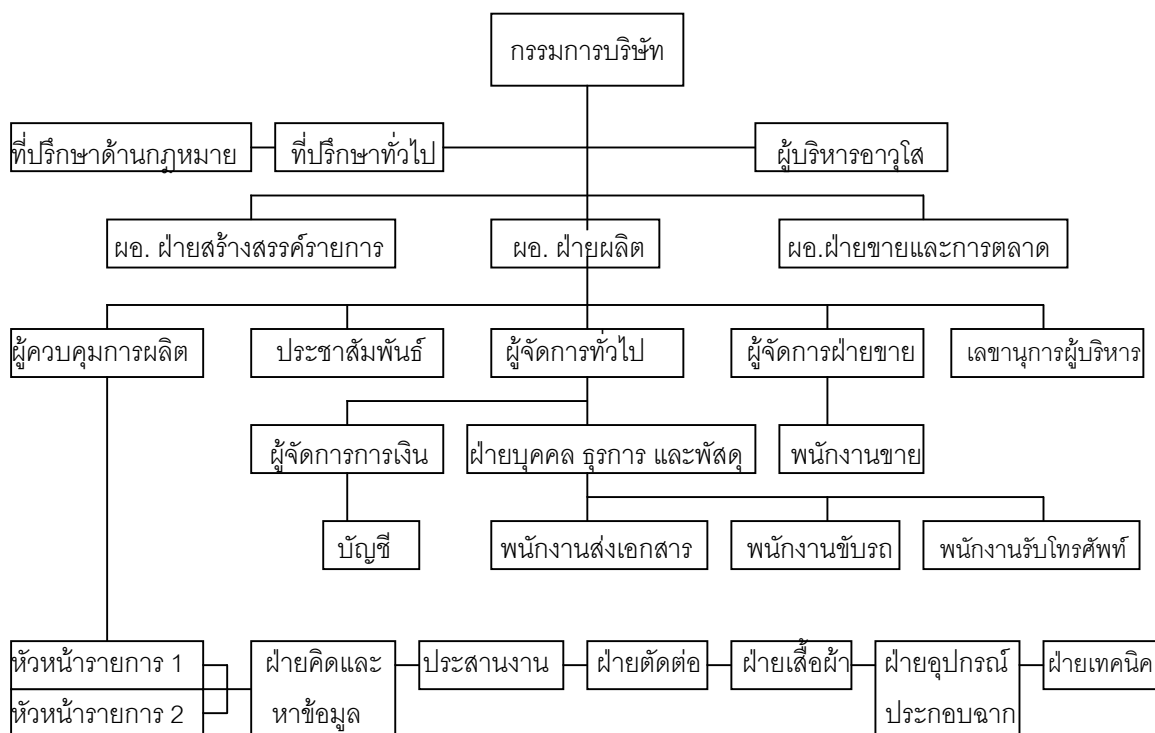 กรรมการบริษัท
ที่ปรึกษาด้านกฎหมาย
ที่ปรึกษาทั่วไป
ผู้บริหารอาวุโส
ผอ. ฝ่ายสร้างสรรค์รายการ
ผอ. ฝ่ายผลิต
ผอ.ฝ่ายขายและการตลาด
ผู้ควบคุมการผลิต
ประชาสัมพันธ์
ผู้จัดการทั่วไป
ผู้จัดการฝ่ายขาย
เลขานุการผู้บริหาร
ผู้จัดการการเงิน
ฝ่ายบุคคล ธุรการ และพัสดุ
พนักงานขาย
บัญชี
พนักงานส่งเอกสาร
พนักงานขับรถ
พนักงานรับโทรศัพท์
หัวหน้ารายการ 1
หัวหน้ารายการ 2
ฝ่ายคิดและ
หาข้อมูล
ประสานงาน
ฝ่ายตัดต่อ
ฝ่ายเสื้อผ้า
ฝ่ายอุปกรณ์
ประกอบฉาก
ฝ่ายเทคนิค